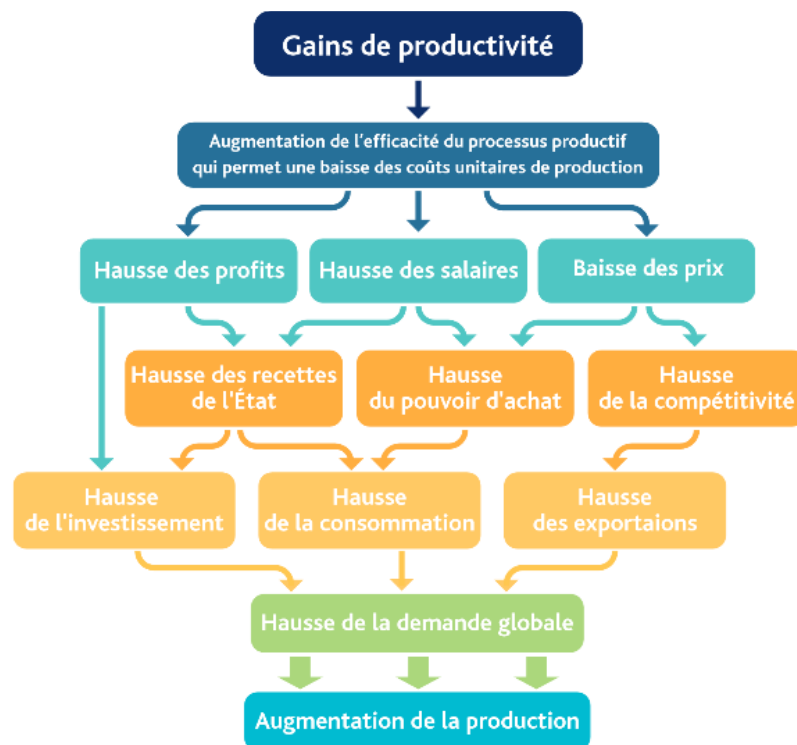 Gains de productivité
Augmentation de l'efficacité du processus productif
qui permet une baisse des coûts unitaires de production
Hausse des profits
Hausse des salaires
Baisse des prix
Hausse des recettes
de l'État
Hausse
du pouvoir d'achat
Hausse
de la compétitivité
Hausse
de l'investissement
Hausse
de la consommation
Hausse
des exportaions
Hausse de la demande globale
Augmentation de la production